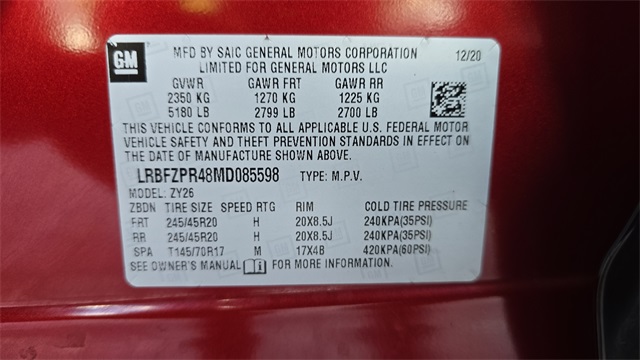 GM
MFD BY SAIC GENERAL MOTORS CORPORATION 12/20
LIMITED FOR GENERAL MOTORS LLC
GVWR GAWR FRT GAWR RR
2350 KG 1270 KG 1225 KG
5180 LB 2799 LB 2700 LB
THIS VEHICLE CONFORMS TO ALL APPLICABLE U.S. FEDERAL MOTOR
VEHICLE SAFETY AND THEFT PREVENTION STANDARDS IN EFFECT ON
THE DATE OF MANUFACTURE SHOWN ABOVE.
LRBFZPR48MD085598 TYPE: M.P.V.
MODEL: ZY26
ZBDN TIRE SIZE SPEED RTG RIM COLD TIRE PRESSURE
FRT 245/45R20 H 20X8.5J 240KPA(35PSI)
RR 245/45R20 H 20X8.5J 240KPA(35PSI)
SPA T145/70R17 M 17X4B 420KPA(60PSI)
SEE OWNER'S MANUAL FOR MORE INFORMATION.